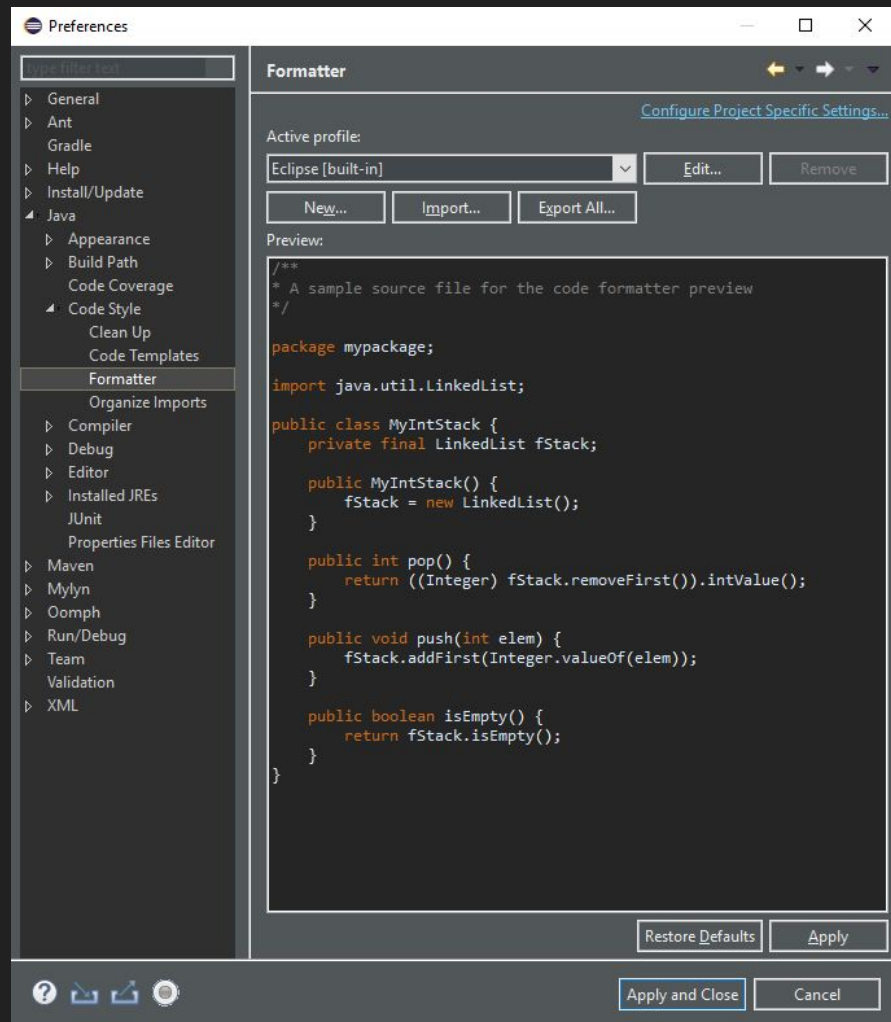 Preferences
type filter text
General
Ant
Gradle
Help
Install/Update
Java
Appearance
Build Path
Code Coverage
Code Style
Clean Up
Code Templates
Formatter
Organize Imports
Compiler
Debug
Editor
Installed JREs
JUnit
Properties Files Editor
Maven
Mylyn
Oomph
Run/Debug
Team
Validation
XML
Formatter
Configure Project Specific Settings...
Active profile:
Eclipse [built-in] Edit... Remove
New... Import... Export All...
Preview:
/**
* A sample source file for the code formatter preview
*/
package mypackage;
import java.util.LinkedList;
public class MyIntStack {
    private final LinkedList fStack;
    public MyIntStack() {
        fStack = new LinkedList();
    }
    public int pop() {
        return ((Integer) fStack.removeFirst()).intValue();
    }
    public void push(int elem) {
        fStack.addFirst(Integer.valueOf(elem));
    }
    public boolean isEmpty() {
        return fStack.isEmpty();
    }
}
Restore Defaults Apply
? Apply and Close Cancel